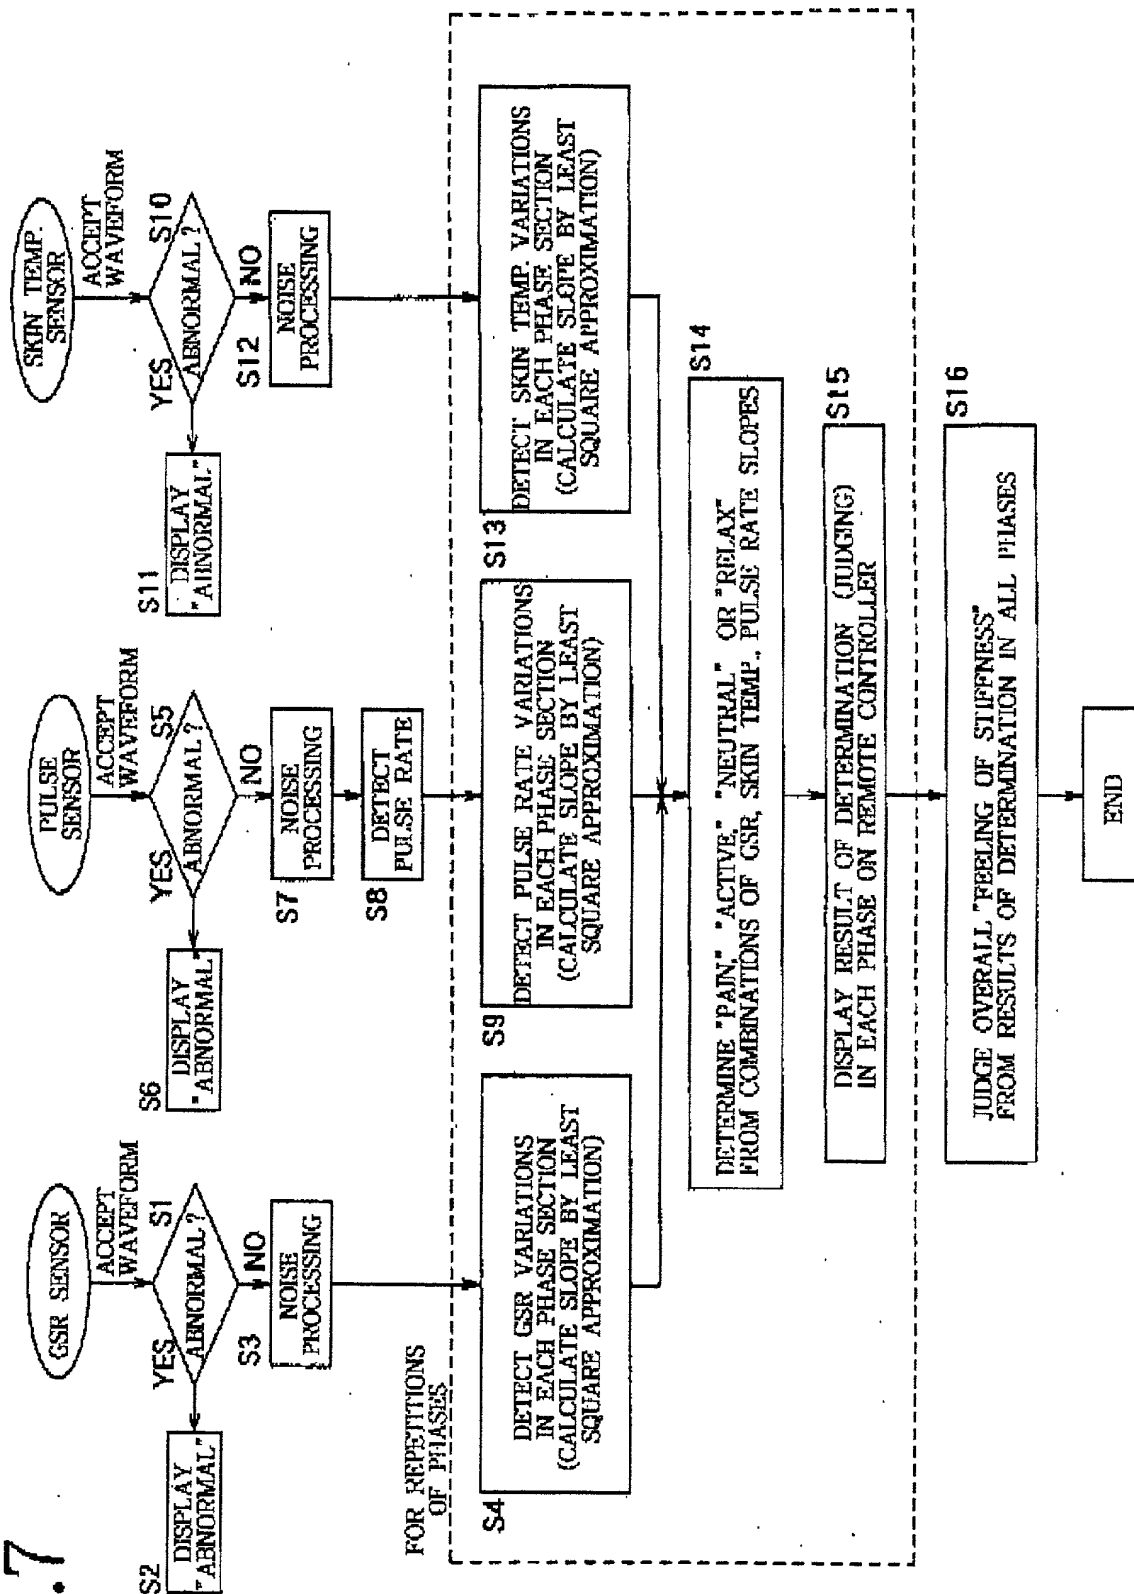 .7
GSR SENSOR
ACCEPT
WAVEFORM
S1
ABNORMAL?
YES
NO
S2
DISPLAY
"ABNORMAL"
S3
NOISE
PROCESSING
PULSE
SENSOR
ACCEPT
WAVEFORM
S5
ABNORMAL?
YES
NO
S6
DISPLAY
"ABNORMAL"
S7
NOISE
PROCESSING
S8
DETECT
PULSE RATE
SKIN TEMP.
SENSOR
ACCEPT
WAVEFORM
S10
ABNORMAL?
YES
NO
S11
DISPLAY
"ABNORMAL"
S12
NOISE
PROCESSING
FOR REPETITIONS
OF PHASES
S4
DETECT GSR VARIATIONS
IN EACH PHASE SECTION
(CALCULATE SLOPE BY LEAST
SQUARE APPROXIMATION)
S9
DETECT PULSE RATE VARIATIONS
IN EACH PHASE SECTION
(CALCULATE SLOPE BY LEAST
SQUARE APPROXIMATION)
S13
DETECT SKIN TEMP. VARIATIONS
IN EACH PHASE SECTION
(CALCULATE SLOPE BY LEAST
SQUARE APPROXIMATION)
S14
DETERMINE "PAIN," "ACTIVE," "NEUTRAL" OR "RELAX"
FROM COMBINATIONS OF GSR, SKIN TEMP., PULSE RATE SLOPES
S15
DISPLAY RESULT OF DETERMINATION (JUDGING)
IN EACH PHASE ON REMOTE CONTROLLER
S16
JUDGE OVERALL "FEELING OF STIFFNESS"
FROM RESULTS OF DETERMINATION IN ALL PHASES
END